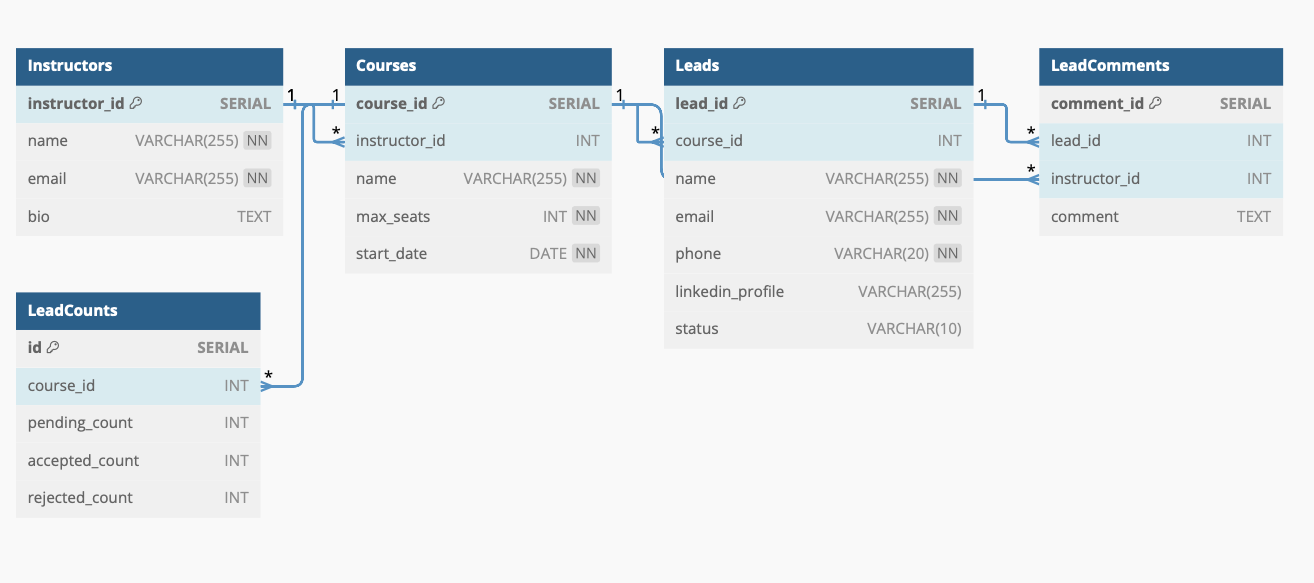 Instructors
instructor_id SERIAL
name VARCHAR(255) NN
email VARCHAR(255) NN
bio TEXT
1
1
*
Courses
course_id SERIAL
instructor_id INT
name VARCHAR(255) NN
max_seats INT NN
start_date DATE NN
1
*
Leads
lead_id SERIAL
course_id INT
name VARCHAR(255) NN
email VARCHAR(255) NN
phone VARCHAR(20) NN
linkedin_profile VARCHAR(255)
status VARCHAR(10)
1
*
*
LeadComments
comment_id SERIAL
lead_id INT
instructor_id INT
comment TEXT
LeadCounts
id SERIAL
course_id INT
pending_count INT
accepted_count INT
rejected_count INT
*